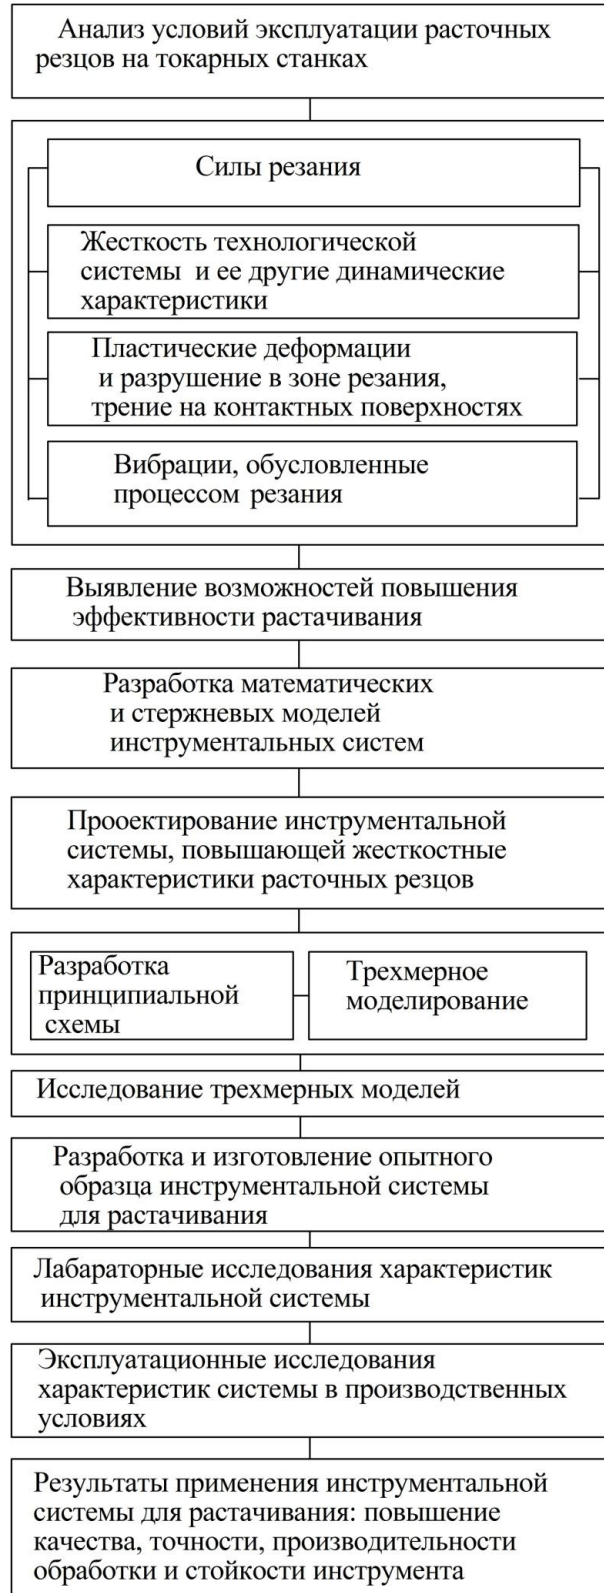 Анализ условий эксплуатации расточных
резцов на токарных станках
Силы резания
Жесткость технологической
системы и ее другие динамические
характеристики
Пластические деформации
и разрушение в зоне резания,
трение на контактных поверхностях
Вибрации, обусловленные
процессом резания
Выявление возможностей повышения
эффективности растачивания
Разработка математических
и стержневых моделей
инструментальных систем
Прооектирование инструментальной
системы, повышающей жесткостные
характеристики расточных резцов
Разработка
принципиальной
схемы
Трехмерное
моделирование
Исследование трехмерных моделей
Разработка и изготовление опытного
образца инструментальной системы
для растачивания
Лабараторные исследования характеристик
инструментальной системы
Эксплуатационные исследования
характеристик системы в производственных
условиях
Результаты применения инструментальной
системы для растачивания: повышение
качества, точности, производительности
обработки и стойкости инструмента